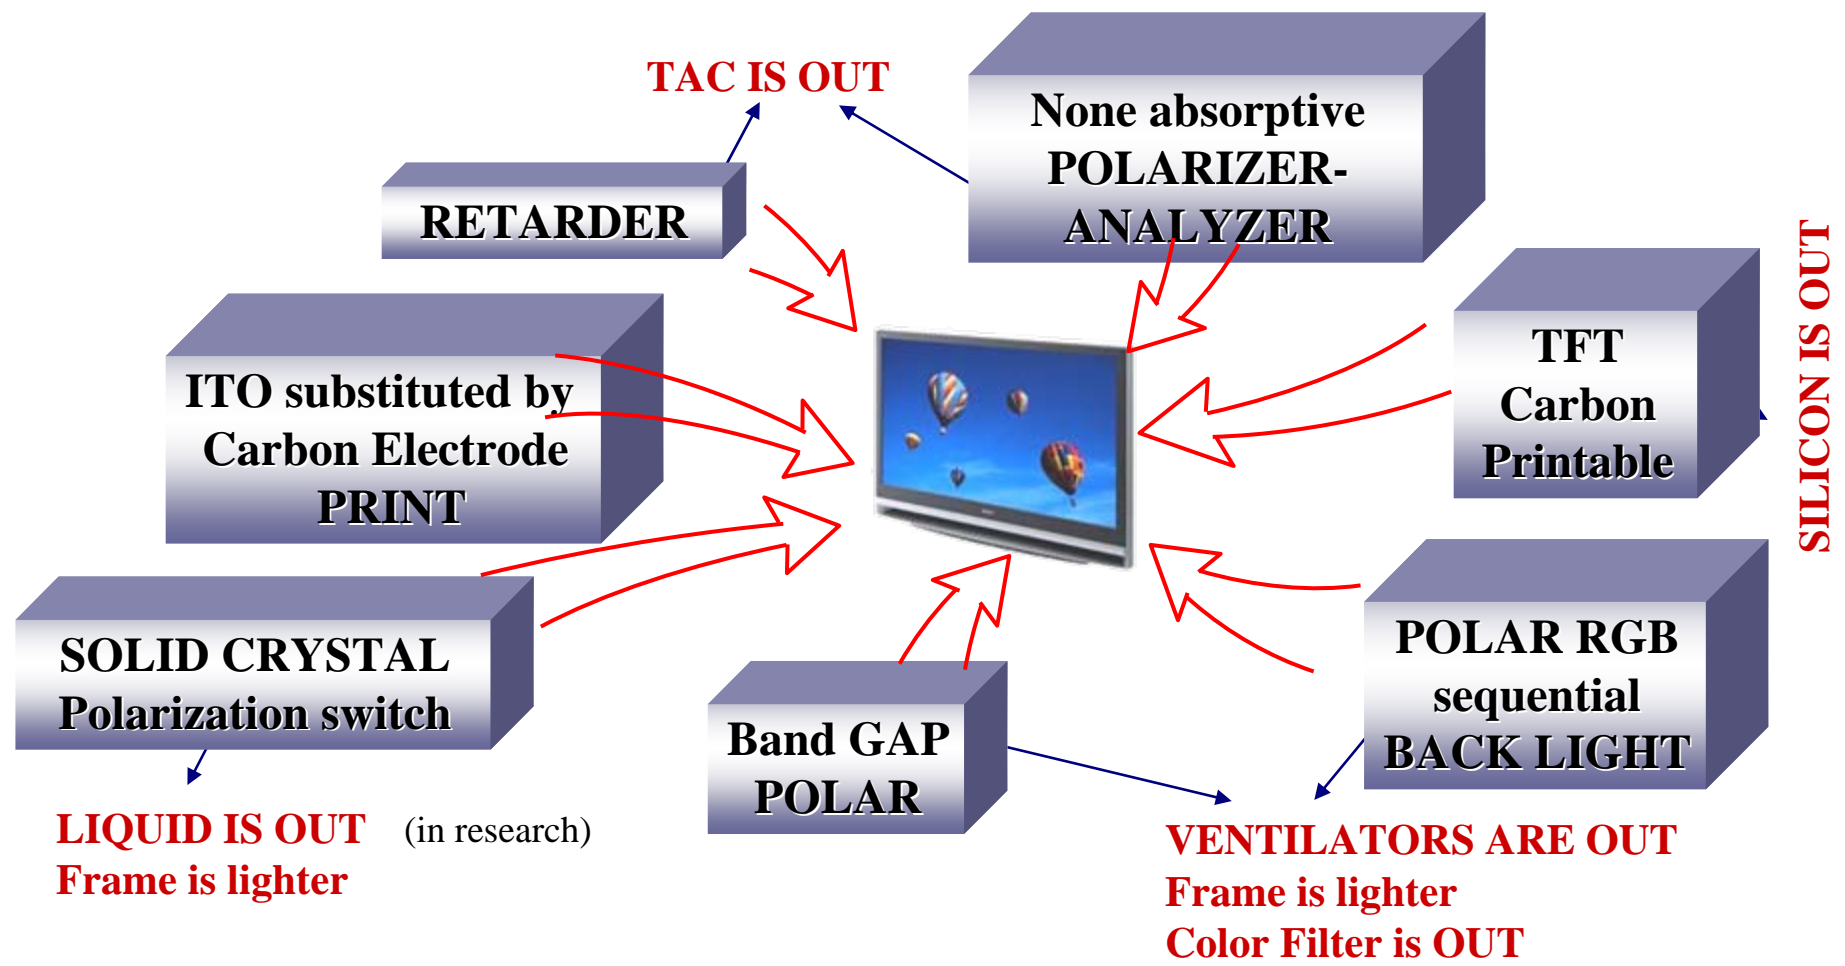 TAC IS OUT
None absorptive
POLARIZER-
ANALYZER
RETARDER
SILICON IS OUT
TFT
Carbon
Printable
ITO substituted by
Carbon Electrode
PRINT
SOLID CRYSTAL
Polarization switch
POLAR RGB
sequential
BACK LIGHT
Band GAP
POLAR
LIQUID IS OUT (in research)
Frame is lighter
VENTILATORS ARE OUT
Frame is lighter
Color Filter is OUT